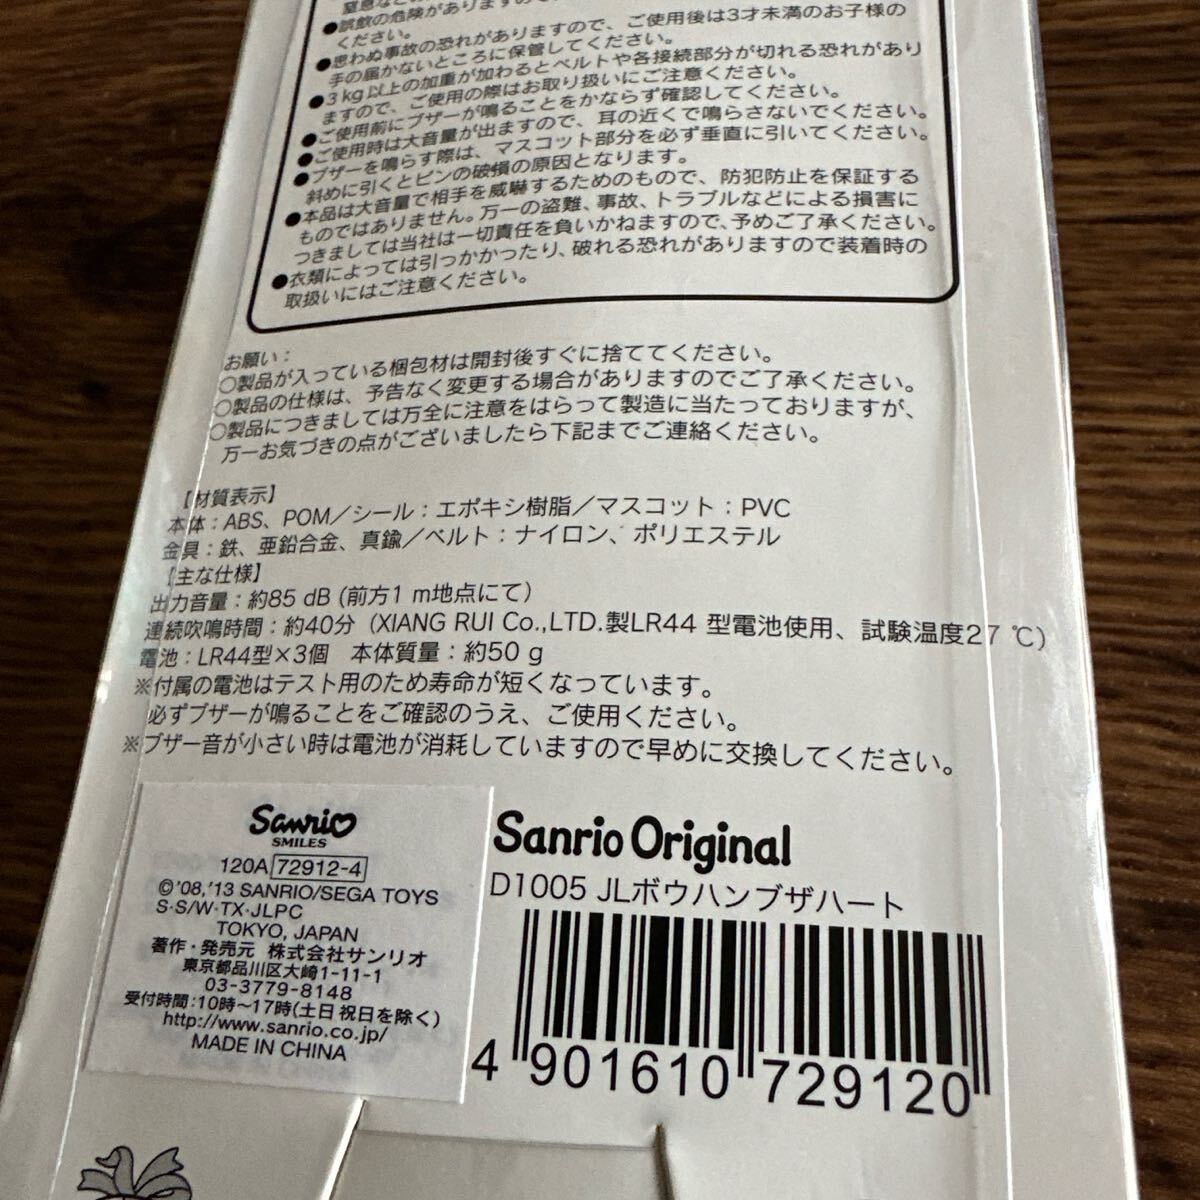 ●誤飲の危険がありますので、ご使用後は3才未満のお子様の
ください。
●思わぬ事故の恐れがありますので、
手の届かないところに保管してください。
●3kg以上の加重が加わるとベルトや各接続部分が切れる恐れがあり
ますので、ご使用の際はお取り扱いにご注意ください。
●ご使用前にブザーが鳴ることをかならず確認してください。
●ご使用時は大音量が出ますので、耳の近くで鳴らさないでください。
●ブザーを鳴らす際は、マスコット部分を必ず垂直に引いてください。
斜めに引くとピンの破損の原因となります。
●本品は大音量で相手を威嚇するためのもので、防犯防止を保証する
ものではありません。万一の盗難、事故、トラブルなどによる損害に
つきましては当社は一切責任を負いかねますので、予めご了承ください。
●衣類によっては引っかかったり、破れる恐れがありますので装着時の
取扱いにはご注意ください。
お願い：
○製品が入っている梱包材は開封後すぐに捨ててください。
○製品の仕様は、予告なく変更する場合がありますのでご了承ください。
○製品につきましては万全に注意をはらって製造に当たっておりますが、
万一お気づきの点がございましたら下記までご連絡ください。
【材質表示】
本体：ABS、POM／シール：エポキシ樹脂／マスコット：PVC
金具：鉄、亜鉛合金、真鍮／ベルト：ナイロン、ポリエステル
【主な仕様】
出力音量：約85 dB (前方1 m地点にて)
連続吹鳴時間：約40分（XIANG RUI Co.,LTD.製LR44 型電池使用、試験温度27 ℃）
電池：LR44型×3個　本体質量：約50 g
※付属の電池はテスト用のため寿命が短くなっています。
必ずブザーが鳴ることをご確認のうえ、ご使用ください。
※ブザー音が小さい時は電池が消耗していますので早めに交換してください。
Sanrio
SMILES
120A 72912-4
©'08,'13 SANRIO/SEGA TOYS
S・S/W・TX・JLPC
TOKYO, JAPAN
著作・発売元 株式会社サンリオ
東京都品川区大崎1-11-1
03-3779-8148
受付時間：10時〜17時(土日祝日を除く)
http://www.sanrio.co.jp/
MADE IN CHINA
Sanrio Original
D1005 JLボウハンブザハート
4 901610 729120